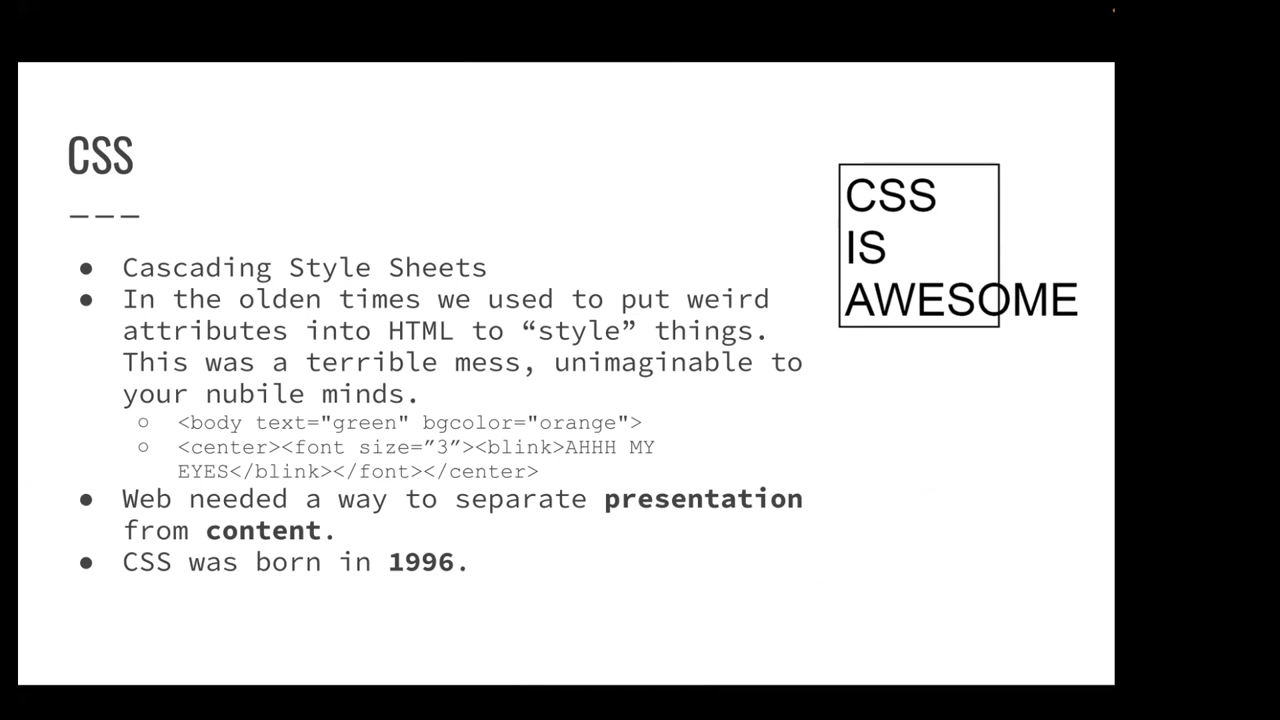 CSS
● Cascading Style Sheets
● In the olden times we used to put weird
attributes into HTML to “style” things.
This was a terrible mess, unimaginable to
your nubile minds.
○ <body text="green" bgcolor="orange">
○ <center><font size=”3”><blink>AHHH MY
EYES</blink></font></center>
● Web needed a way to separate presentation
from content.
● CSS was born in 1996.
CSS
IS
AWESOME